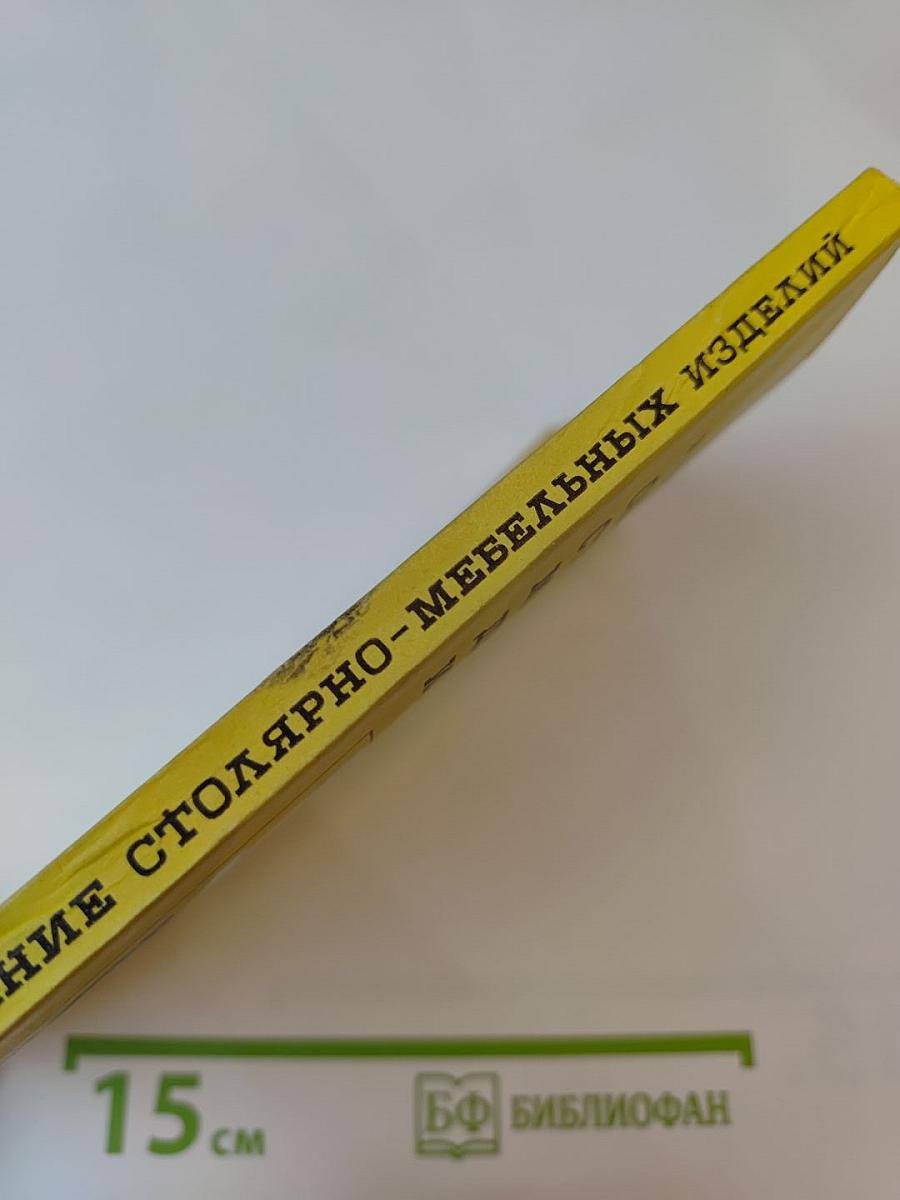 НИЕ СТОЛЯРНО-МЕБЕЛЬНЫХ ИЗДЕЛИЙ
15 см
БФ БИБЛИОФАН